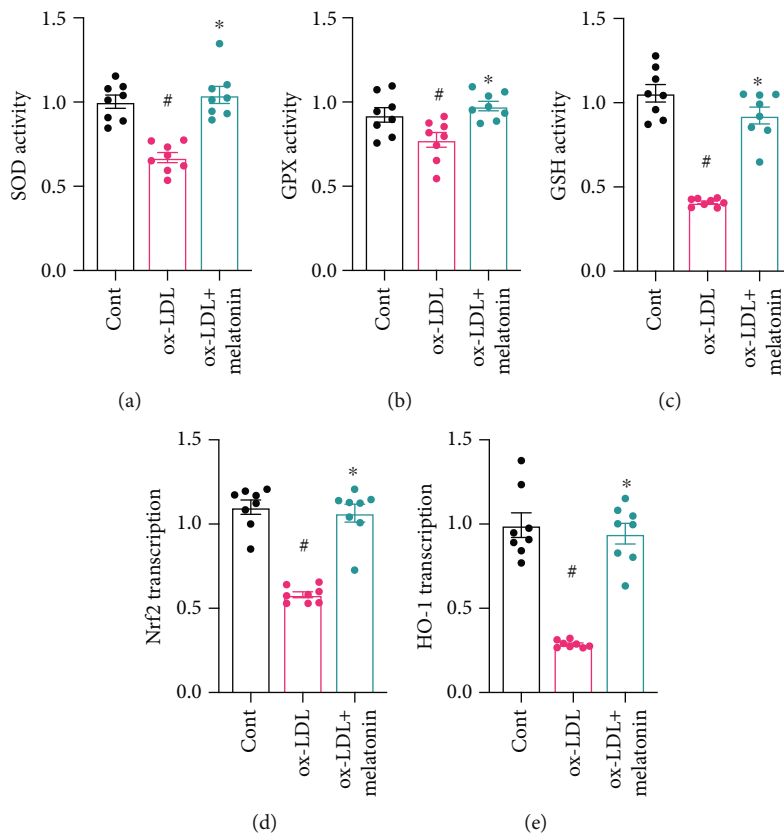 SOD activity
1.5
1.0
0.5
0.0
#
*
Cont
ox-LDL
ox-LDL+
melatonin
(a)
GPX activity
1.5
1.0
0.5
0.0
#
*
Cont
ox-LDL
ox-LDL+
melatonin
(b)
GSH activity
1.5
1.0
0.5
0.0
#
*
Cont
ox-LDL
ox-LDL+
melatonin
(c)
Nrf2 transcription
1.5
1.0
0.5
0.0
#
*
Cont
ox-LDL
ox-LDL+
melatonin
(d)
HO-1 transcription
1.5
1.0
0.5
0.0
#
*
Cont
ox-LDL
ox-LDL+
melatonin
(e)